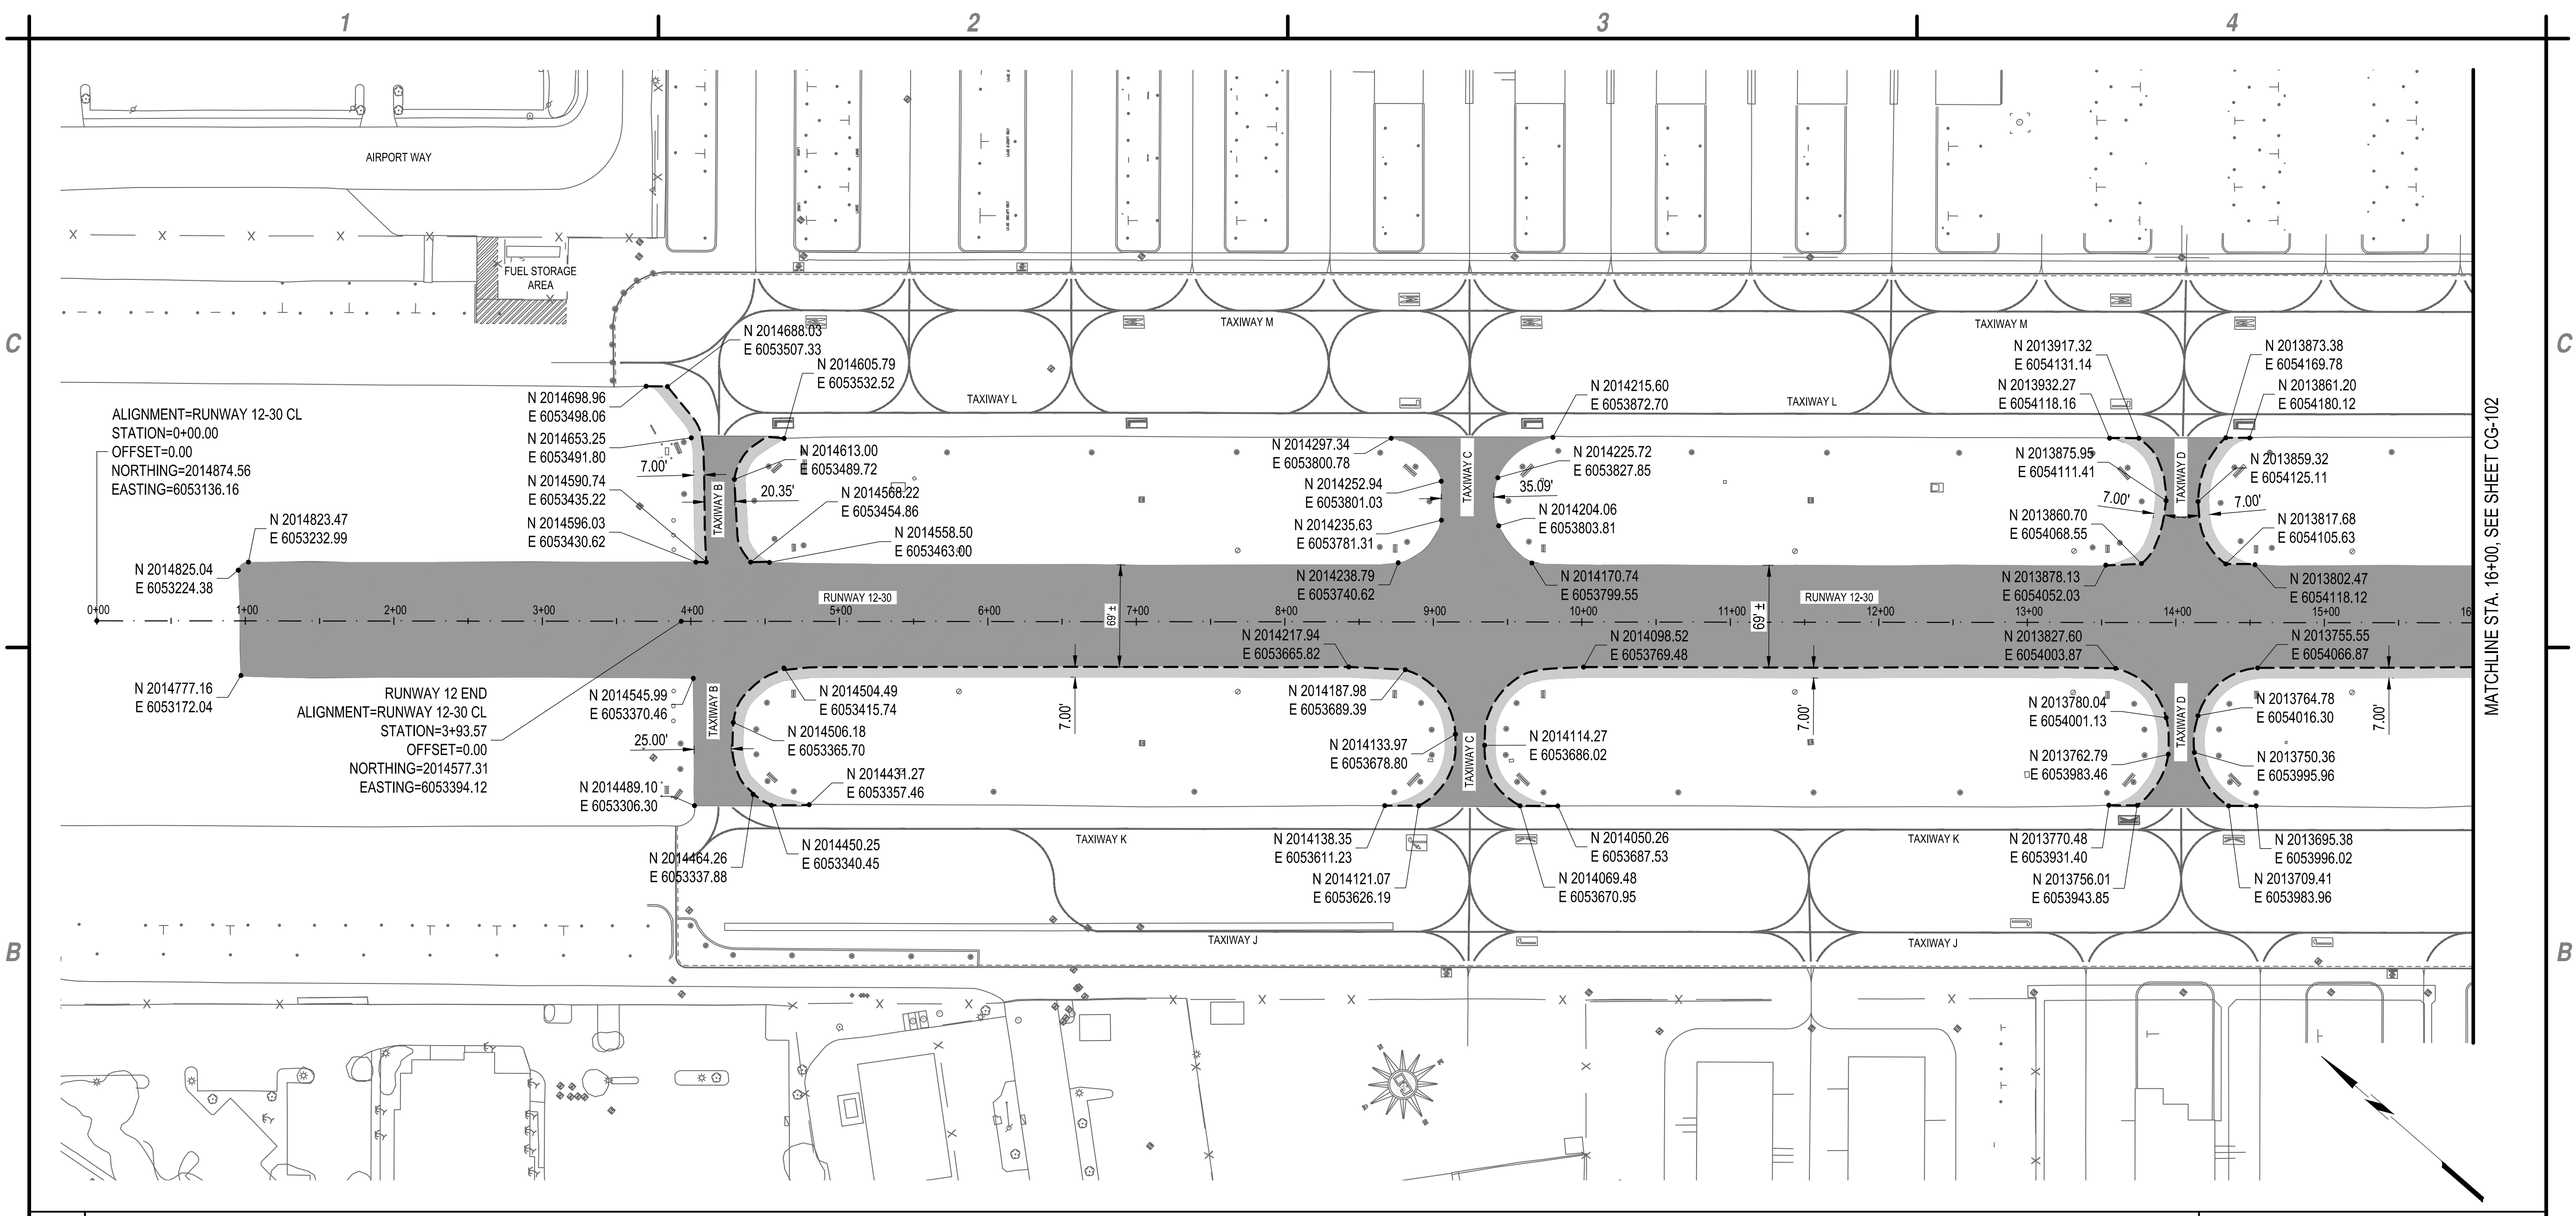 1
2
3
4
AIRPORT WAY
FUEL STORAGE
AREA
TAXIWAY M
TAXIWAY M
C
C
N 2014688.03
E 6053507.33
N 2014605.79
E 6053532.52
N 2013917.32
E 6054131.14
N 2013873.38
E 6054169.78
N 2014698.96
E 6053498.06
TAXIWAY L
N 2014215.60
E 6053872.70
TAXIWAY L
N 2013932.27
E 6054118.16
N 2013861.20
E 6054180.12
ALIGNMENT=RUNWAY 12-30 CL
STATION=0+00.00
OFFSET=0.00
NORTHING=2014874.56
EASTING=6053136.16
N 2014653.25
E 6053491.80
7.00'
N 2014613.00
E 6053489.72
N 2014297.34
E 6053800.78
TAXIWAY C
N 2014225.72
E 6053827.85
N 2013875.95
E 6054111.41
TAXIWAY D
N 2013859.32
E 6054125.11
N 2014590.74
E 6053435.22
TAXIWAY B
20.35'
N 2014568.22
E 6053454.86
N 2014252.94
E 6053801.03
35.09'
7.00'
7.00'
N 2014823.47
E 6053232.99
N 2014596.03
E 6053430.62
N 2014558.50
E 6053463.00
N 2014235.63
E 6053781.31
N 2014204.06
E 6053803.81
N 2013860.70
E 6054068.55
N 2013817.68
E 6054105.63
N 2014825.04
E 6053224.38
N 2014238.79
E 6053740.62
N 2014170.74
E 6053799.55
N 2013878.13
E 6054052.03
N 2013802.47
E 6054118.12
MATCHLINE STA. 16+00, SEE SHEET CG-102
RUNWAY 12-30
RUNWAY 12-30
0+00
1+00
2+00
3+00
4+00
5+00
6+00
7+00
8+00
9+00
10+00
11+00
12+00
13+00
14+00
15+00
16
69' ±
69' ±
N 2014217.94
E 6053665.82
N 2014098.52
E 6053769.48
N 2013827.60
E 6054003.87
N 2013755.55
E 6054066.87
N 2014777.16
E 6053172.04
RUNWAY 12 END
ALIGNMENT=RUNWAY 12-30 CL
STATION=3+93.57
OFFSET=0.00
NORTHING=2014577.31
EASTING=6053394.12
N 2014545.99
E 6053370.46
TAXIWAY B
N 2014504.49
E 6053415.74
7.00'
N 2014187.98
E 6053689.39
7.00'
N 2013780.04
E 6054001.13
TAXIWAY D
N 2013764.78
E 6054016.30
7.00'
25.00'
N 2014506.18
E 6053365.70
N 2014133.97
E 6053678.80
TAXIWAY C
N 2014114.27
E 6053686.02
N 2013762.79
E 6053983.46
N 2013750.36
E 6053995.96
N 2014489.10
E 6053306.30
N 2014431.27
E 6053357.46
TAXIWAY K
N 2014138.35
E 6053611.23
N 2014050.26
E 6053687.53
TAXIWAY K
N 2013770.48
E 6053931.40
N 2013695.38
E 6053996.02
N 2014464.26
E 6053337.88
N 2014450.25
E 6053340.45
N 2014121.07
E 6053626.19
N 2014069.48
E 6053670.95
N 2013756.01
E 6053943.85
N 2013709.41
E 6053983.96
B
B
TAXIWAY J
TAXIWAY J